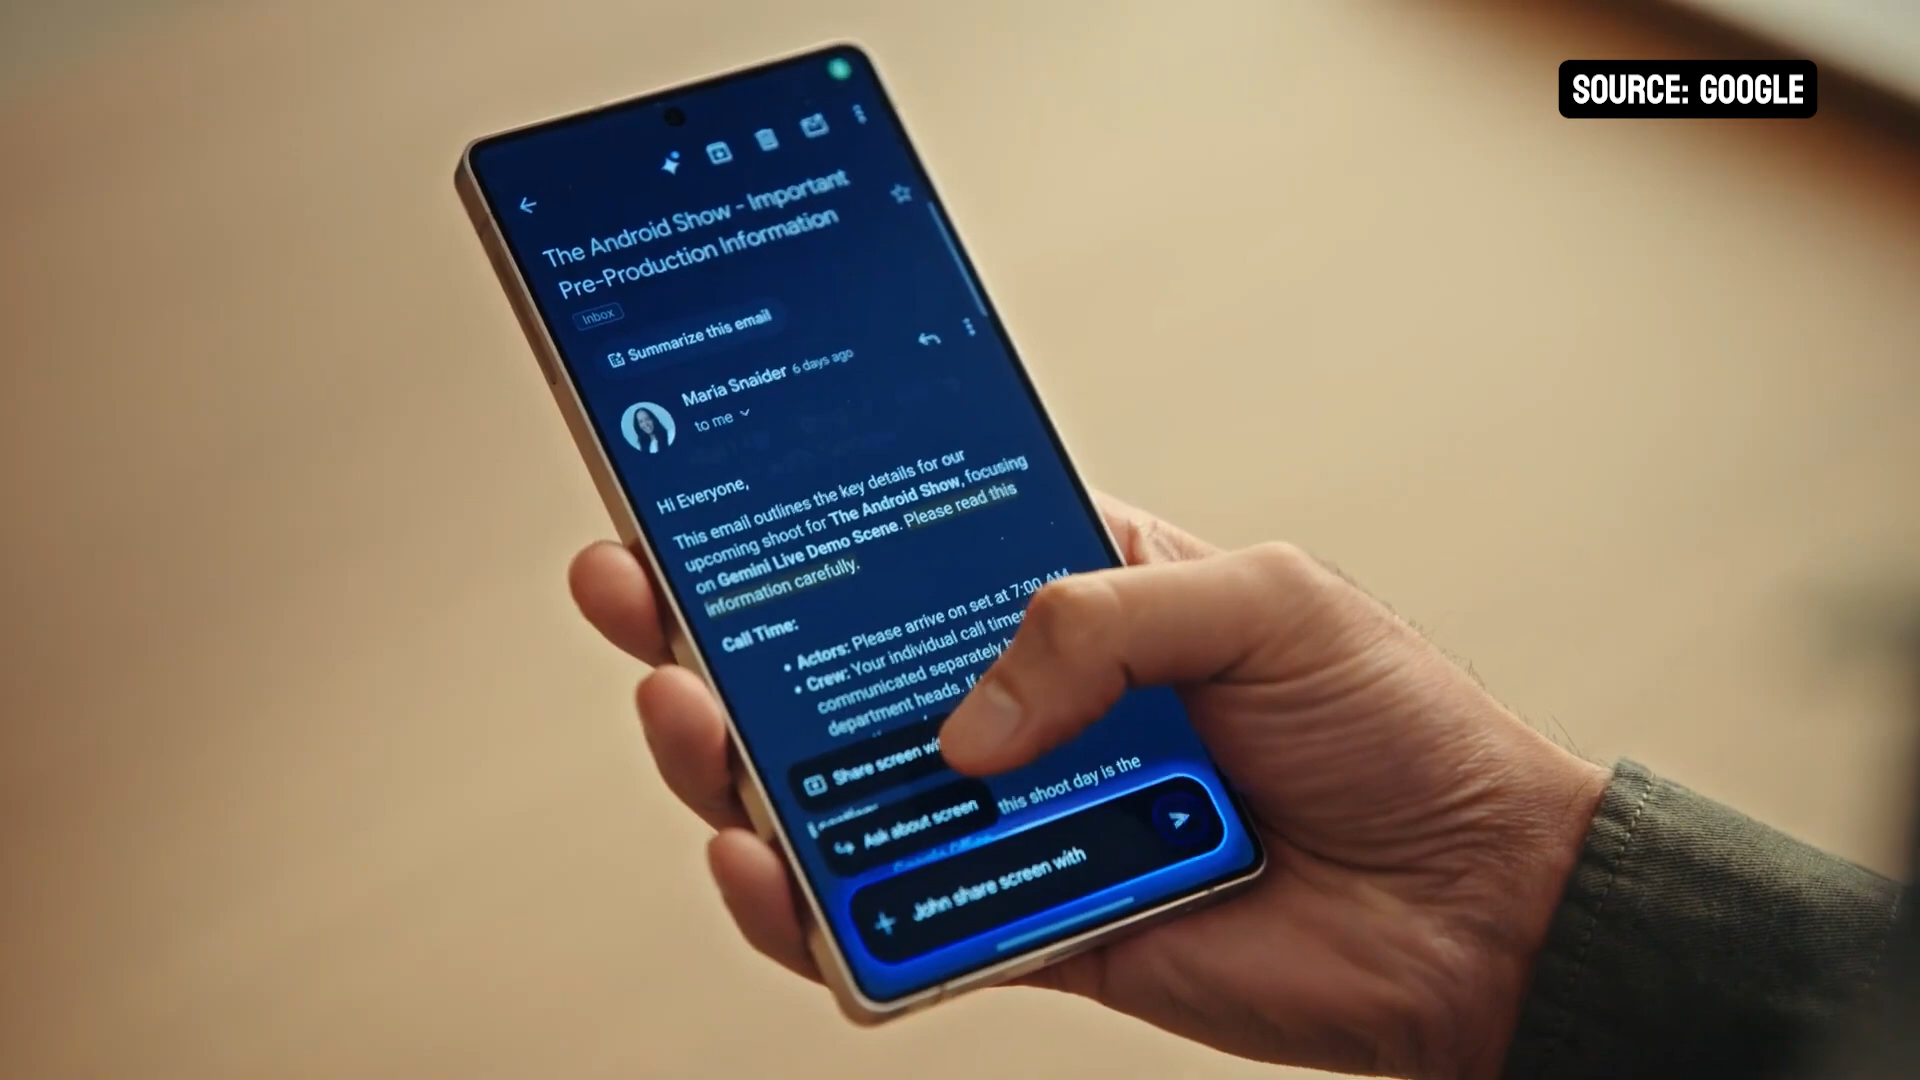 SOURCE: GOOGLE
The Android Show - Important
Pre-Production Information
Inbox
Summarize this email
Maria Snaider 6 days ago
to me
Hi Everyone,
This email outlines the key details for our
upcoming shoot for The Android Show, focusing
on Gemini Live Demo Scene. Please read this
information carefully.
Call Time:
• Actors: Please arrive on set at 7:00 AM
• Crew: Your individual call times
communicated separately
department heads. If
Share screen
this shoot day is the
Ask about screen
John share screen with